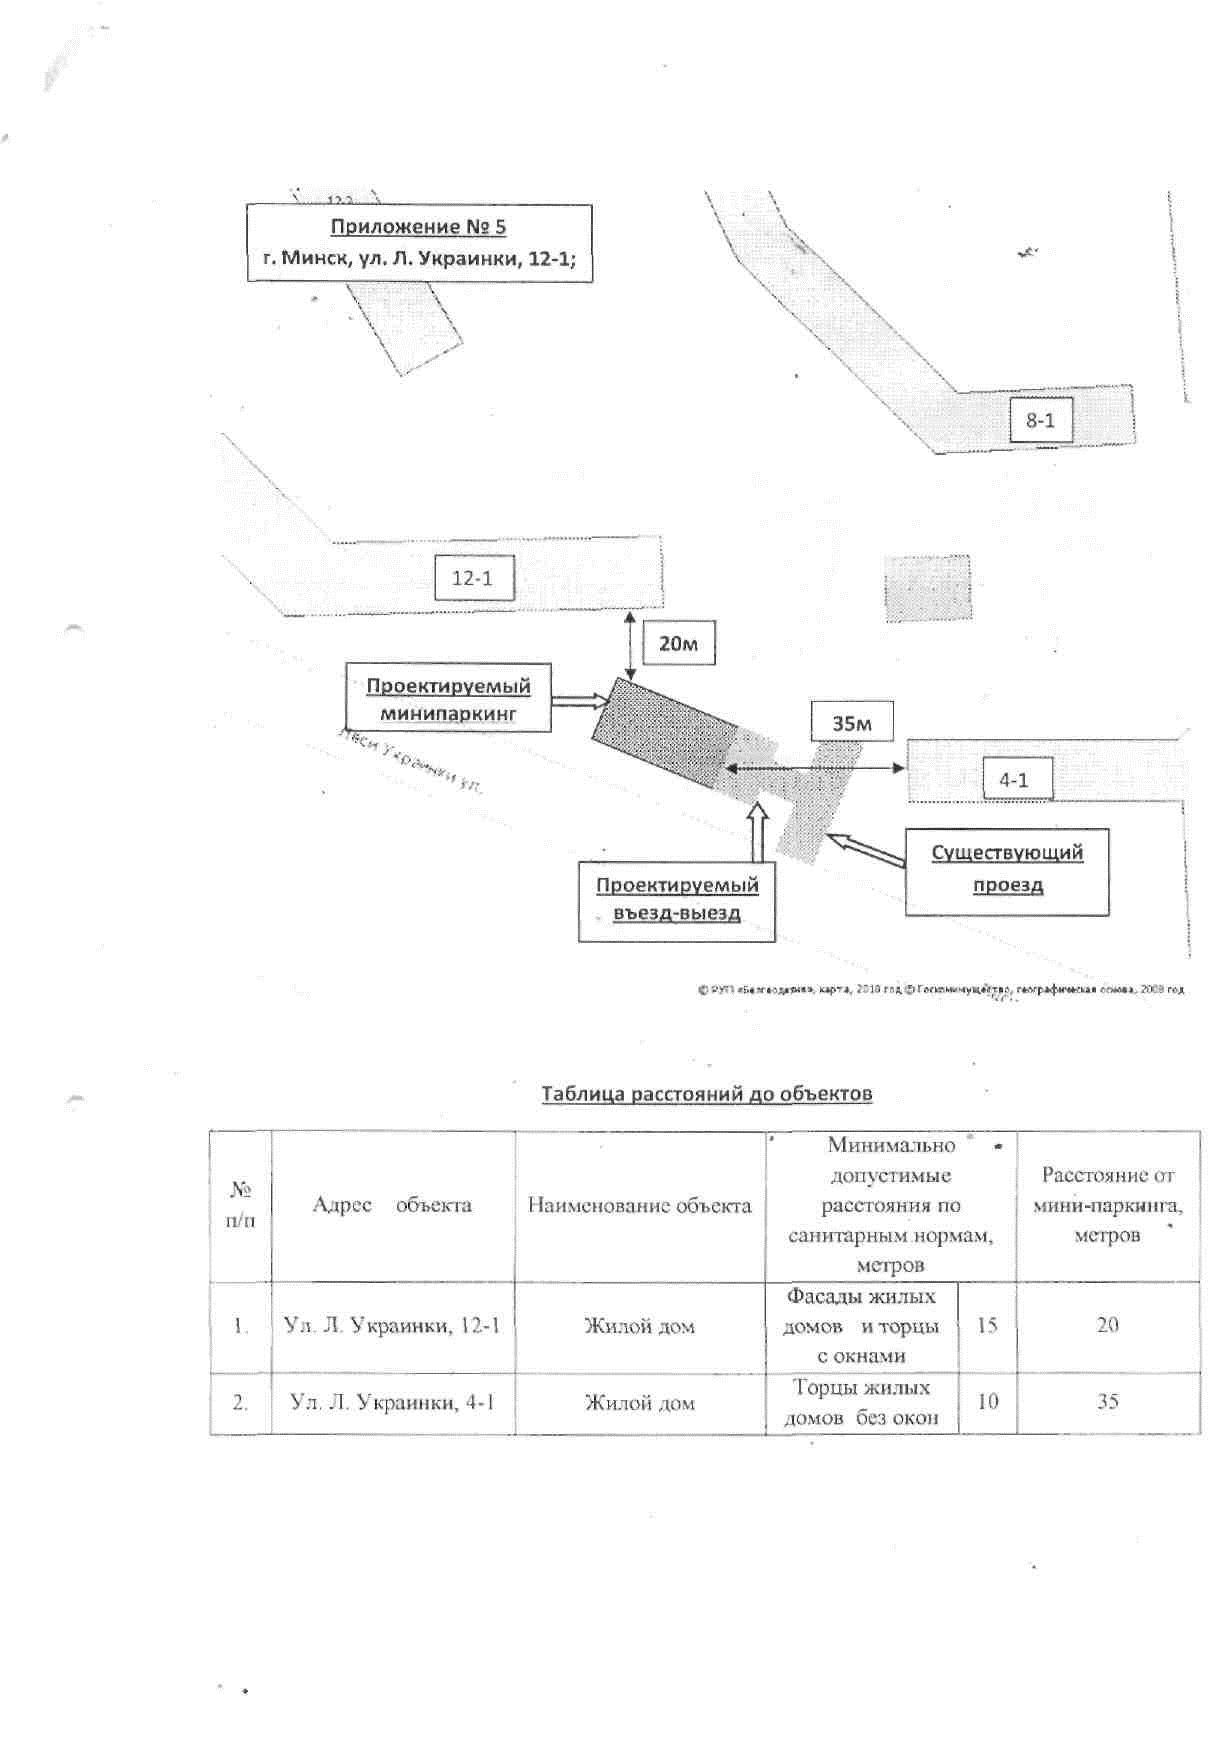 12-2
Приложение № 5
г. Минск, ул. Л. Украинки, 12-1;
8-1
12-1
20м
Проектируемый
минипаркинг
35м
Леси Украинки ул.
4-1
Существующий
проезд
Проектируемый
въезд-выезд
© РУП «Белгеодезия», карта, 2010 год © Госкомимущество, географическая основа, 2009 год
Таблица расстояний до объектов
№
п/п
Адрес объекта
Наименование объекта
Минимально
допустимые
расстояния по
санитарным нормам,
метров
Расстояние от
мини-паркинга,
метров
1.
Ул. Л. Украинки, 12-1
Жилой дом
Фасады жилых
домов и торцы
с окнами
15
20
2.
Ул. Л. Украинки, 4-1
Жилой дом
Торцы жилых
домов без окон
10
35